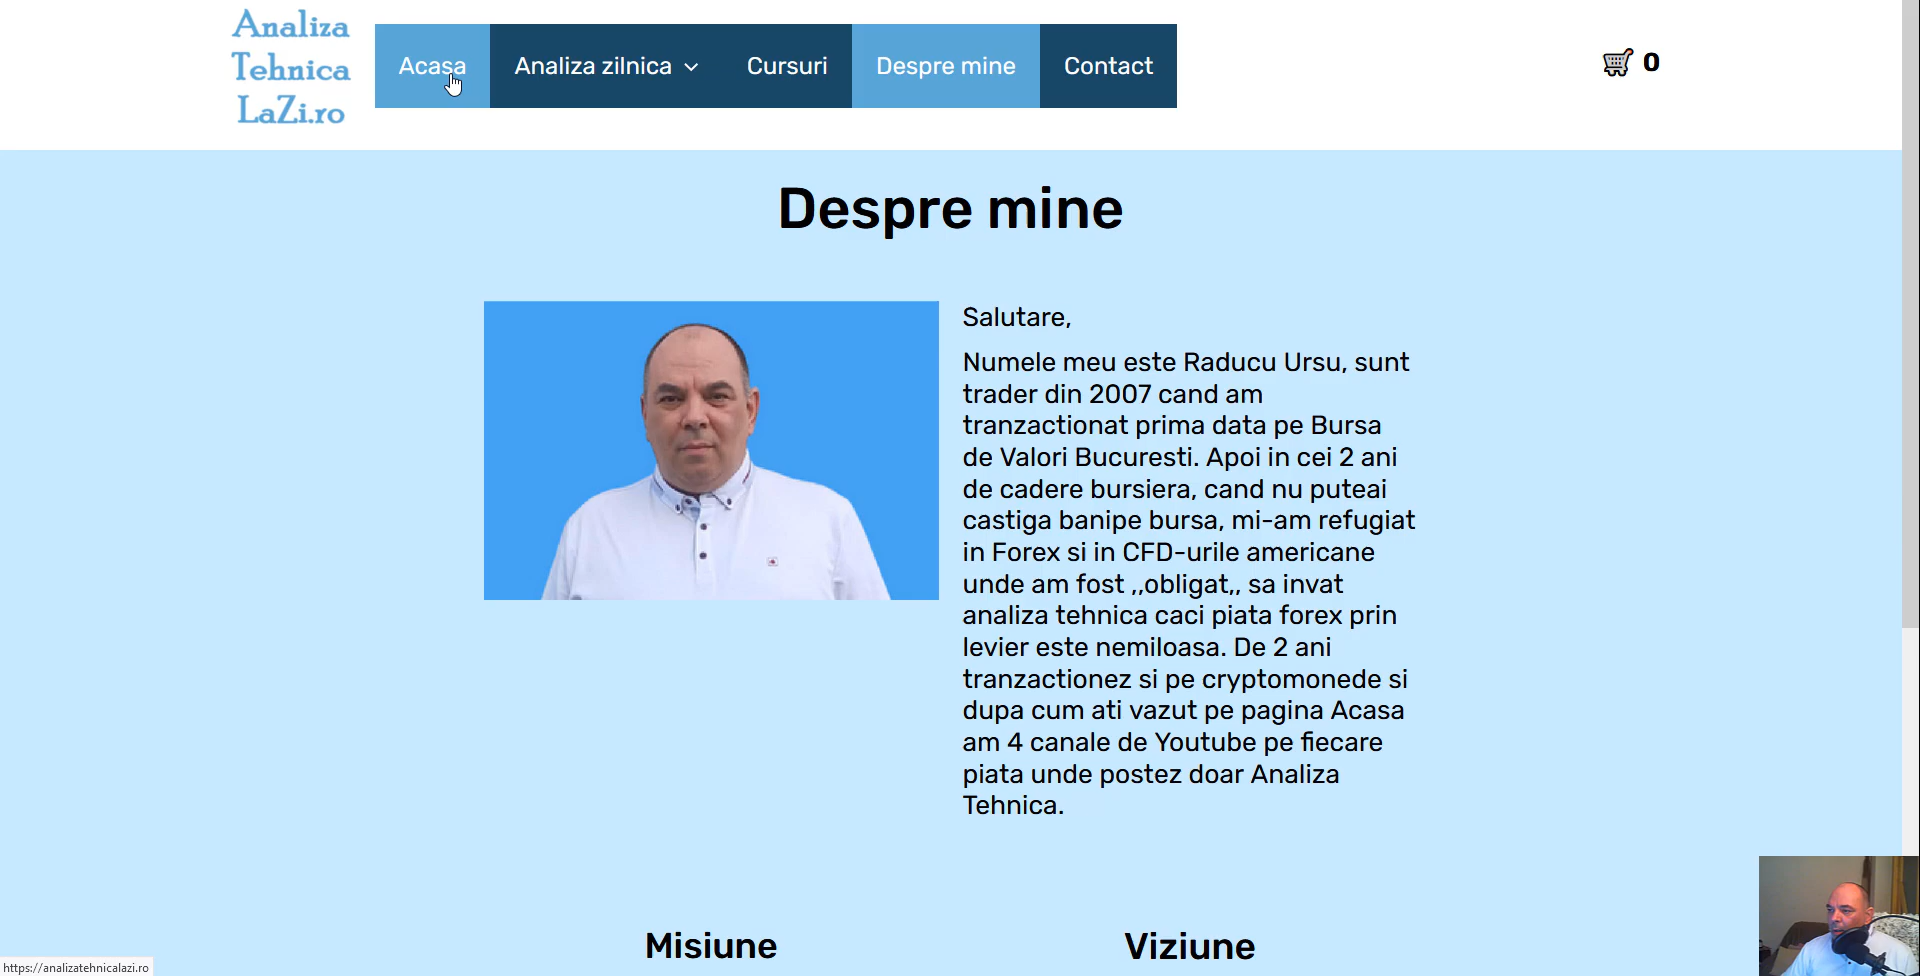 Analiza
Tehnica
LaZi.ro
Acasa
Analiza zilnica
Cursuri
Despre mine
Contact
0
Despre mine
Salutare,
Numele meu este Raducu Ursu, sunt
trader din 2007 cand am
tranzactionat prima data pe Bursa
de Valori Bucuresti. Apoi in cei 2 ani
de cadere bursiera, cand nu puteai
castiga banipe bursa, mi-am refugiat
in Forex si in CFD-urile americane
unde am fost ,,obligat,, sa invat
analiza tehnica caci piata forex prin
levier este nemiloasa. De 2 ani
tranzactionez si pe cryptomonede si
dupa cum ati vazut pe pagina Acasa
am 4 canale de Youtube pe fiecare
piata unde postez doar Analiza
Tehnica.
Misiune
Viziune
https://analizatehnicalazi.ro